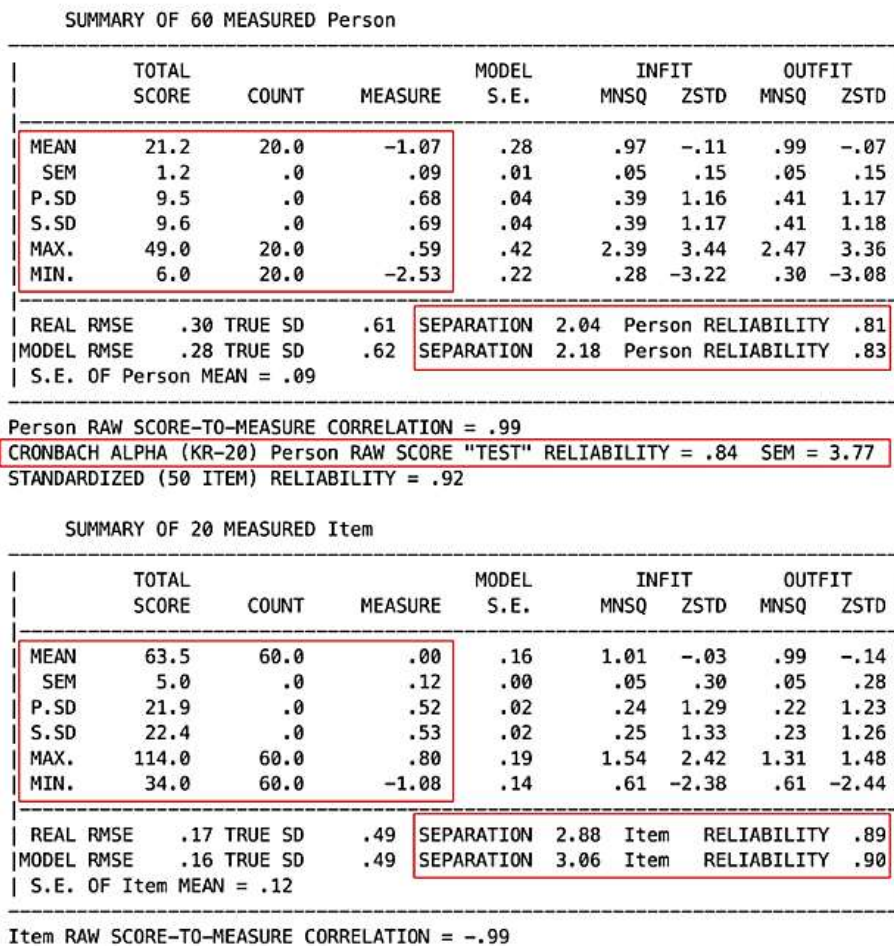 SUMMARY OF 60 MEASURED Person
| TOTAL MODEL INFIT OUTFIT
| SCORE COUNT MEASURE S.E. MNSQ ZSTD MNSQ ZSTD
| MEAN 21.2 20.0 -1.07 .28 .97 -.11 .99 -.07
| SEM 1.2 .0 .09 .01 .05 .15 .05 .15
| P.SD 9.5 .0 .68 .04 .39 1.16 .41 1.17
| S.SD 9.6 .0 .69 .04 .39 1.17 .41 1.18
| MAX. 49.0 20.0 .59 .42 2.39 3.44 2.47 3.36
| MIN. 6.0 20.0 -2.53 .22 .28 -3.22 .30 -3.08
| REAL RMSE .30 TRUE SD .61 SEPARATION 2.04 Person RELIABILITY .81
|MODEL RMSE .28 TRUE SD .62 SEPARATION 2.18 Person RELIABILITY .83
| S.E. OF Person MEAN = .09
Person RAW SCORE-TO-MEASURE CORRELATION = .99
CRONBACH ALPHA (KR-20) Person RAW SCORE "TEST" RELIABILITY = .84 SEM = 3.77
STANDARDIZED (50 ITEM) RELIABILITY = .92
SUMMARY OF 20 MEASURED Item
| TOTAL MODEL INFIT OUTFIT
| SCORE COUNT MEASURE S.E. MNSQ ZSTD MNSQ ZSTD
| MEAN 63.5 60.0 .00 .16 1.01 -.03 .99 -.14
| SEM 5.0 .0 .12 .00 .05 .30 .05 .28
| P.SD 21.9 .0 .52 .02 .24 1.29 .22 1.23
| S.SD 22.4 .0 .53 .02 .25 1.33 .23 1.26
| MAX. 114.0 60.0 .80 .19 1.54 2.42 1.31 1.48
| MIN. 34.0 60.0 -1.08 .14 .61 -2.38 .61 -2.44
| REAL RMSE .17 TRUE SD .49 SEPARATION 2.88 Item RELIABILITY .89
|MODEL RMSE .16 TRUE SD .49 SEPARATION 3.06 Item RELIABILITY .90
| S.E. OF Item MEAN = .12
Item RAW SCORE-TO-MEASURE CORRELATION = -.99